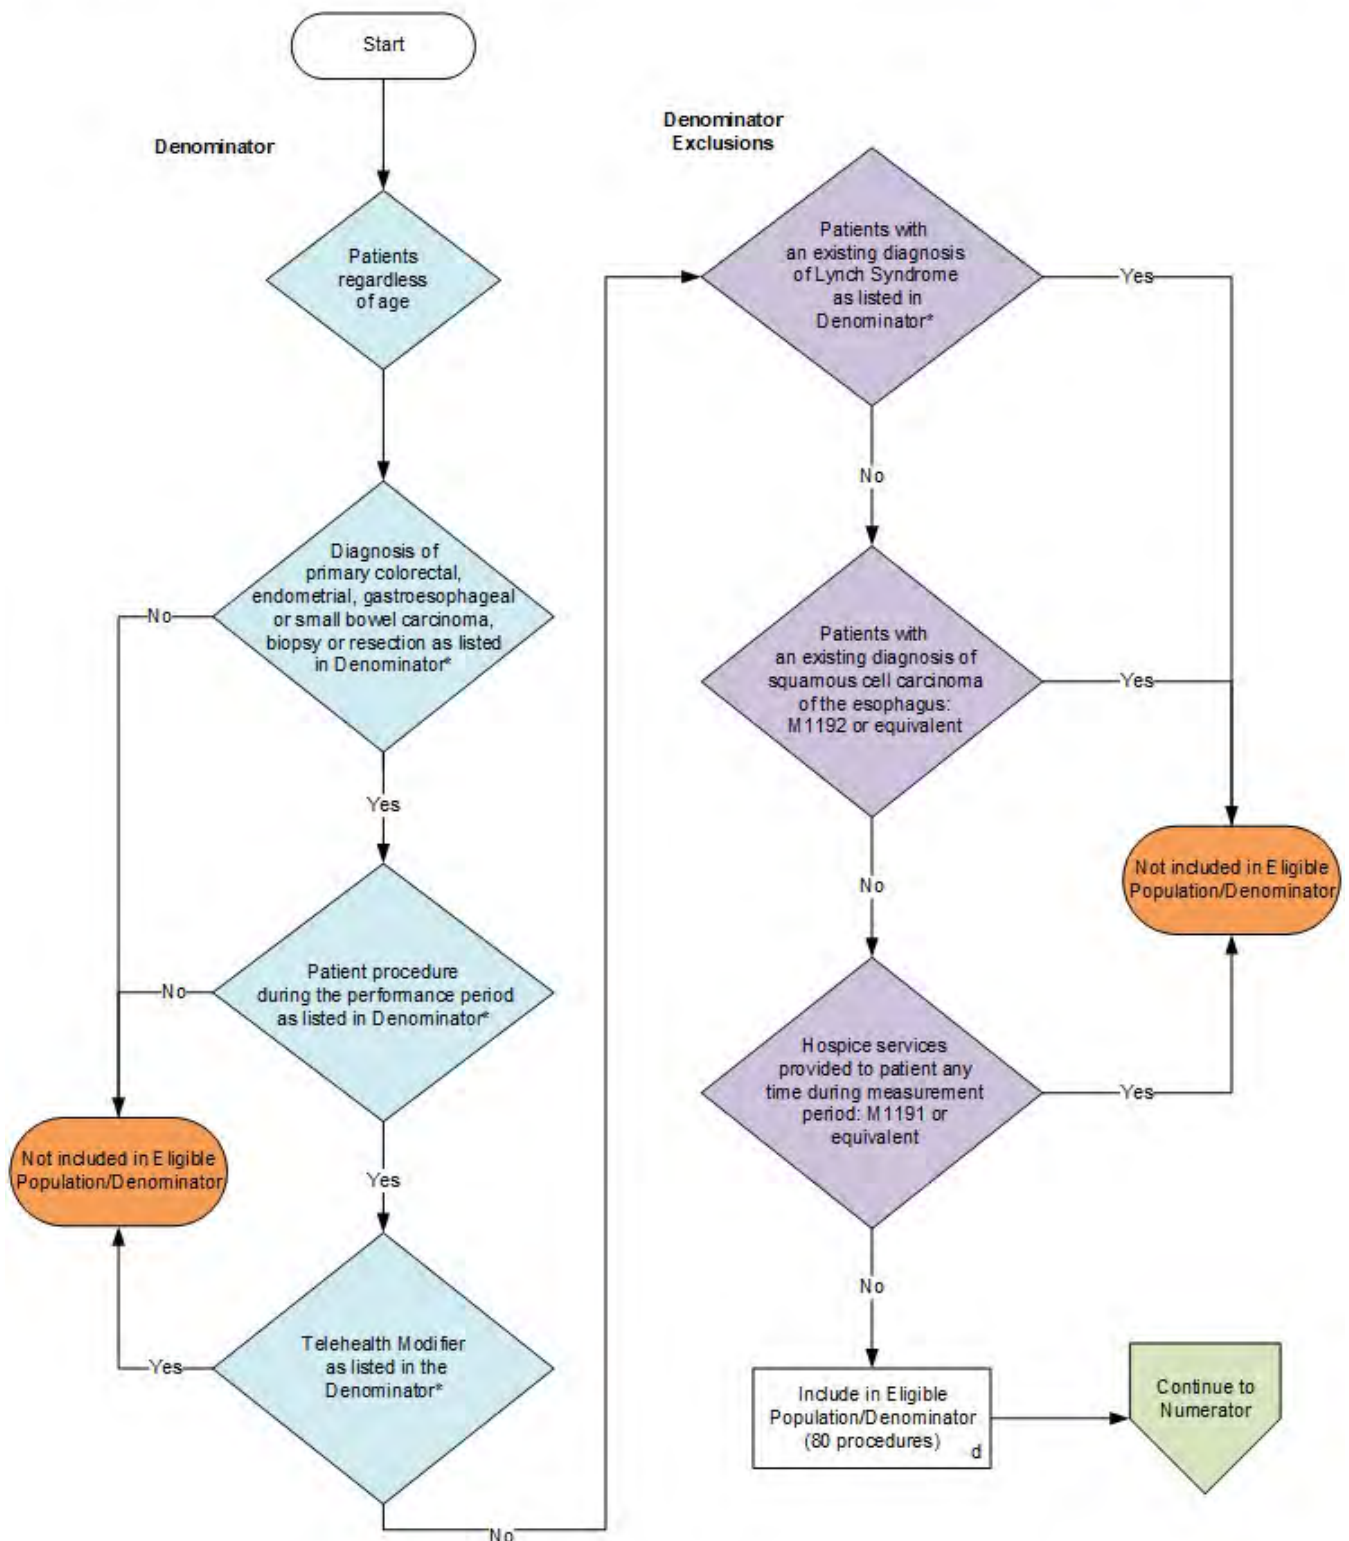 Start
Denominator
Patients
regardless
of age
Diagnosis of
primary colorectal,
endometrial, gastroesophageal
or small bowel carcinoma,
biopsy or resection as listed
in Denominator*
No
Yes
Patient procedure
during the performance period
as listed in Denominator*
No
Yes
Not included in Eligible
Population/Denominator
Telehealth Modifier
as listed in the
Denominator*
Yes
No
Denominator
Exclusions
Patients with
an existing diagnosis
of Lynch Syndrome
as listed in
Denominator*
Yes
No
Patients with
an existing diagnosis of
squamous cell carcinoma
of the esophagus:
M1192 or equivalent
Yes
No
Not included in Eligible
Population/Denominator
Hospice services
provided to patient any
time during measurement
period: M1191 or
equivalent
Yes
No
Include in Eligible
Population/Denominator
(80 procedures)
d
Continue to
Numerator